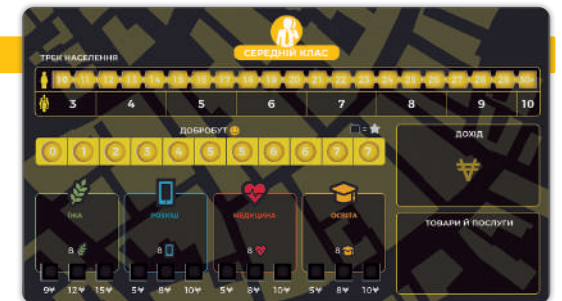 СЕРЕДНІЙ КЛАС
ТРЕК НАСЕЛЕННЯ
10 11 12 13 14 15 16 17 18 19 20 21 22 23 24 25 26 27 28 29 30+
3 4 5 6 7 8 9 10
ДОБРОБУТ
=
0 1 2 3 4 5 5 6 6 7 7
ДОХІД
ЇЖА РОЗКІШ МЕДИЦИНА ОСВІТА
ТОВАРИ Й ПОСЛУГИ
8 8 8 8
9 12 15 5 8 10 5 8 10 5 8 10